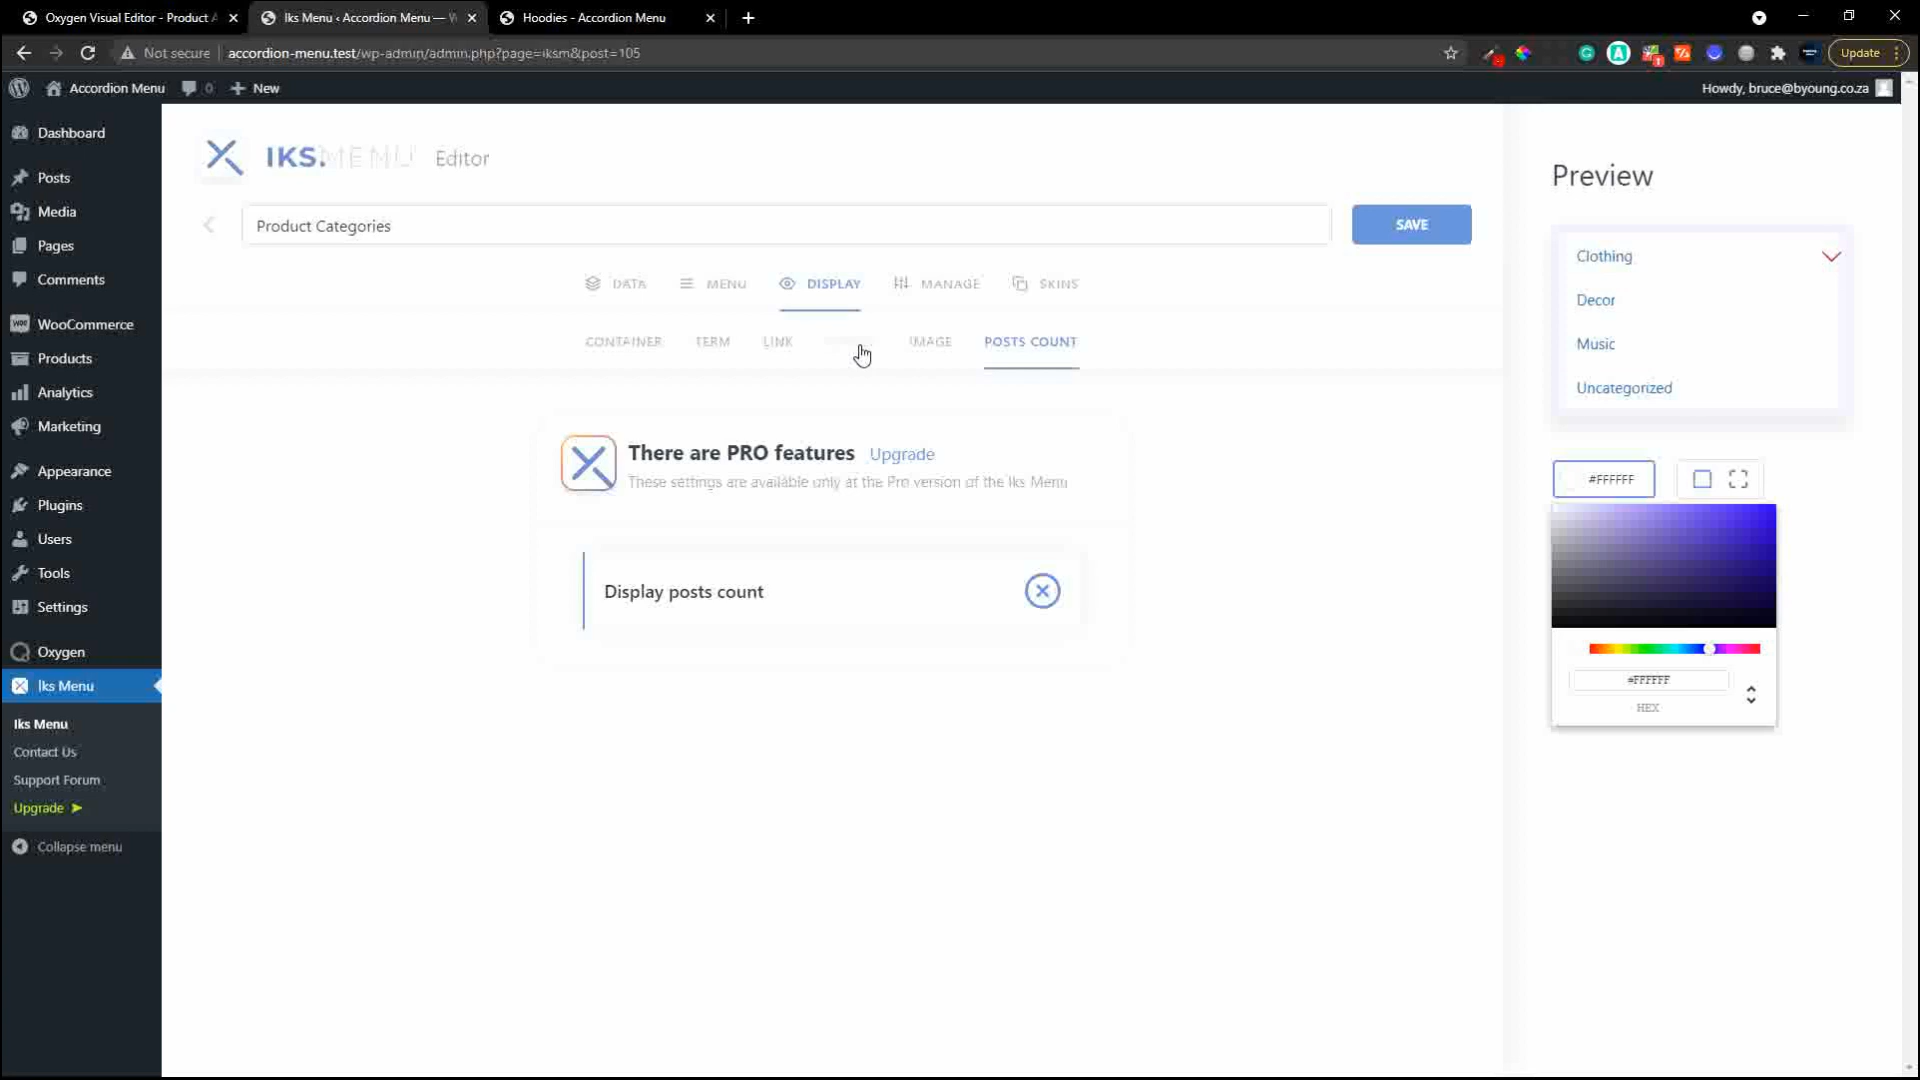 Oxygen Visual Editor - Product A
Iks Menu ‹ Accordion Menu — W
Hoodies - Accordion Menu
Not secure
accordion-menu.test/wp-admin/admin.php?page=iksm&post=105
Update
Accordion Menu
0
New
Howdy, bruce@byoung.co.za
Dashboard
Posts
Media
Pages
Comments
WooCommerce
Products
Analytics
Marketing
Appearance
Plugins
Users
Tools
Settings
Oxygen
Iks Menu
Iks Menu
Contact Us
Support Forum
Upgrade ➤
Collapse menu
IKS.MENU Editor
Product Categories
SAVE
DATA
MENU
DISPLAY
MANAGE
SKINS
CONTAINER
TERM
LINK
IMAGE
POSTS COUNT
There are PRO features Upgrade
These settings are available only at the Pro version of the Iks Menu
Display posts count
Preview
Clothing
Decor
Music
Uncategorized
#FFFFFF
#FFFFFF
HEX